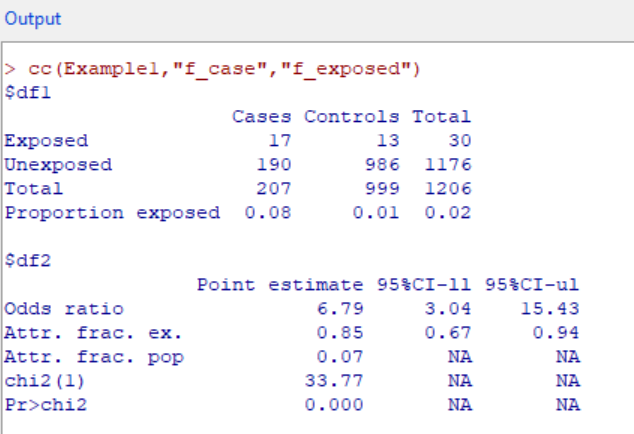 Output
> cc(Example1,"f_case","f_exposed")
$df1
Cases Controls Total
Exposed 17 13 30
Unexposed 190 986 1176
Total 207 999 1206
Proportion exposed 0.08 0.01 0.02
$df2
Point estimate 95%CI-ll 95%CI-ul
Odds ratio 6.79 3.04 15.43
Attr. frac. ex. 0.85 0.67 0.94
Attr. frac. pop 0.07 NA NA
chi2(1) 33.77 NA NA
Pr>chi2 0.000 NA NA